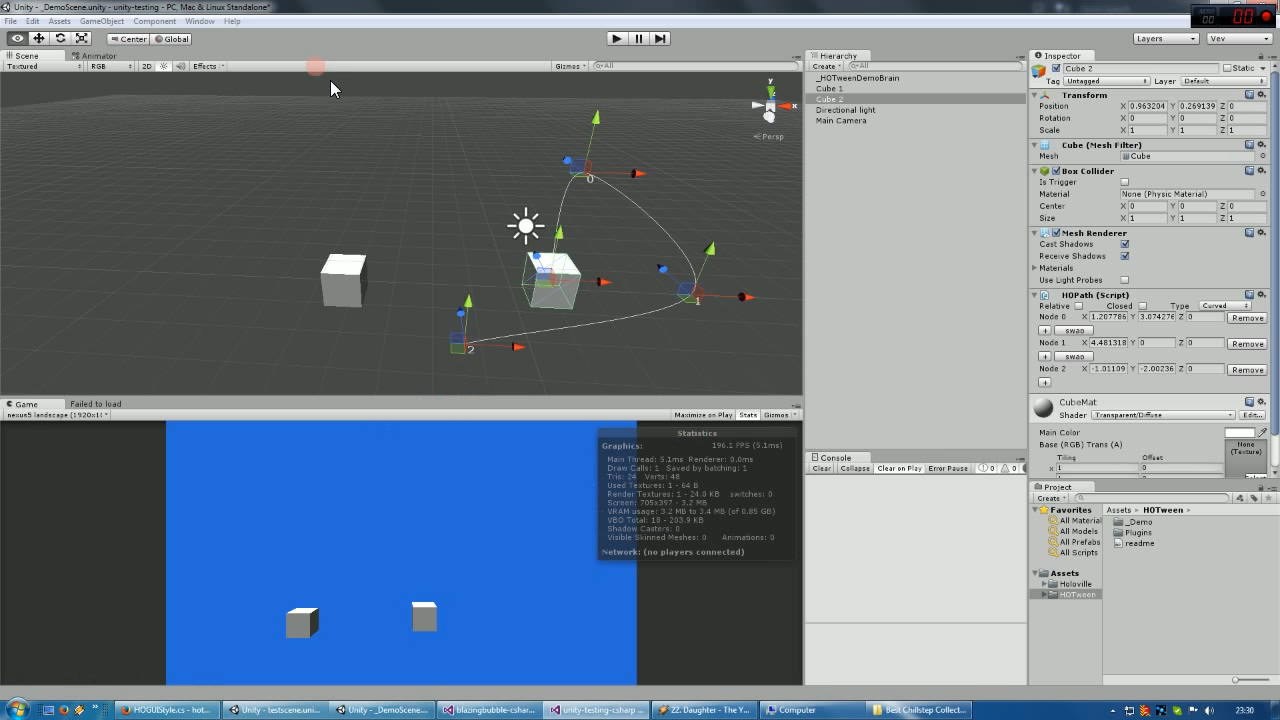 Unity - _DemoScene.unity - unity-testing - PC, Mac & Linux Standalone*
File Edit Assets GameObject Component Window Help
Center Global Layers Vev
Scene Animator
Textured RGB 2D Effects Gizmos All
y x Persp
0
1
2
Game Failed to load
nexus5 landscape (1920x1 Maximize on Play Stats Gizmos
Statistics
Graphics: 196.1 FPS (5.1ms)
Main Thread: 5.1ms Renderer: 0.0ms
Draw Calls: 1 Saved by batching: 1
Tris: 24 Verts: 48
Used Textures: 1 - 64 B
Render Textures: 1 - 24.0 KB switches: 0
Screen: 705x397 - 3.2 MB
VRAM usage: 3.2 MB to 3.4 MB (of 0.85 GB)
VBO Total: 18 - 203.9 KB
Shadow Casters: 0
Visible Skinned Meshes: 0 Animations: 0
Network: (no players connected)
Hierarchy
Create All
_HOTweenDemoBrain
Cube 1
Cube 2
Directional light
Main Camera
Console
Clear Collapse Clear on Play Error Pause 0 0
Inspector
Cube 2 Static
Tag Untagged Layer Default
Transform
Position X 0.963204 Y 0.269139 Z 0
Rotation X 0 Y 0 Z 0
Scale X 1 Y 1 Z 1
Cube (Mesh Filter)
Mesh Cube
Box Collider
Is Trigger
Material None (Physic Material)
Center X 0 Y 0 Z 0
Size X 1 Y 1 Z 1
Mesh Renderer
Cast Shadows
Receive Shadows
Materials
Use Light Probes
HOPath (Script)
Relative Closed Type Curved
Node 0 X 1.207786 Y 3.074276 Z 0 Remove
+ swap
Node 1 X 4.481318 Y 0 Z 0 Remove
+ swap
Node 2 X -1.01109 Y -2.00236 Z 0 Remove
+
CubeMat
Shader Transparent/Diffuse Edit...
Main Color
Base (RGB) Trans (A) None (Texture)
Tiling Offset
x 1 0
Project
Create
Favorites
All Material
All Models
All Prefabs
All Scripts
Assets
Holoville
HOTween
Assets HOTween
_Demo
Plugins
readme
HOGUIStyle.cs - hot... Unity - testscene.uni... Unity - _DemoScene... blazingbubble-cshar... unity-testing-csharp ZZ. Daughter - The Y... Computer Best Chillstep Collect... 23:30